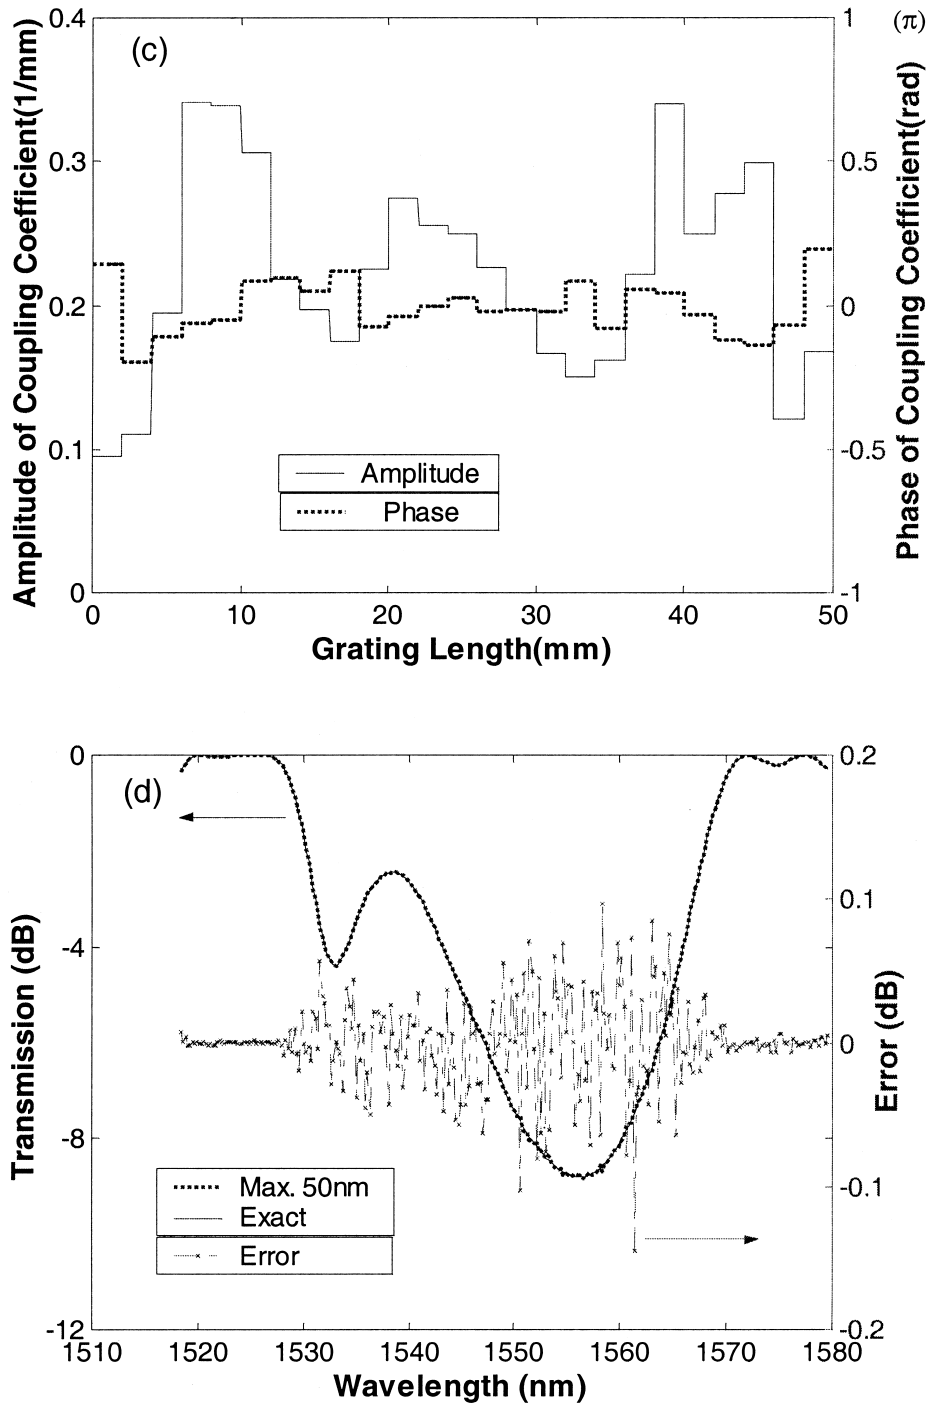 (c)
(π)
Amplitude of Coupling Coefficient(1/mm)
0.4
0.3
0.2
0.1
0
1
0.5
0
-0.5
-1
Phase of Coupling Coefficient(rad)
Amplitude
Phase
0 10 20 30 40 50
Grating Length(mm)
(d)
Transmission (dB)
0
-4
-8
-12
0.2
0.1
0
-0.1
-0.2
Error (dB)
Max. 50nm
Exact
Error
1510 1520 1530 1540 1550 1560 1570 1580
Wavelength (nm)